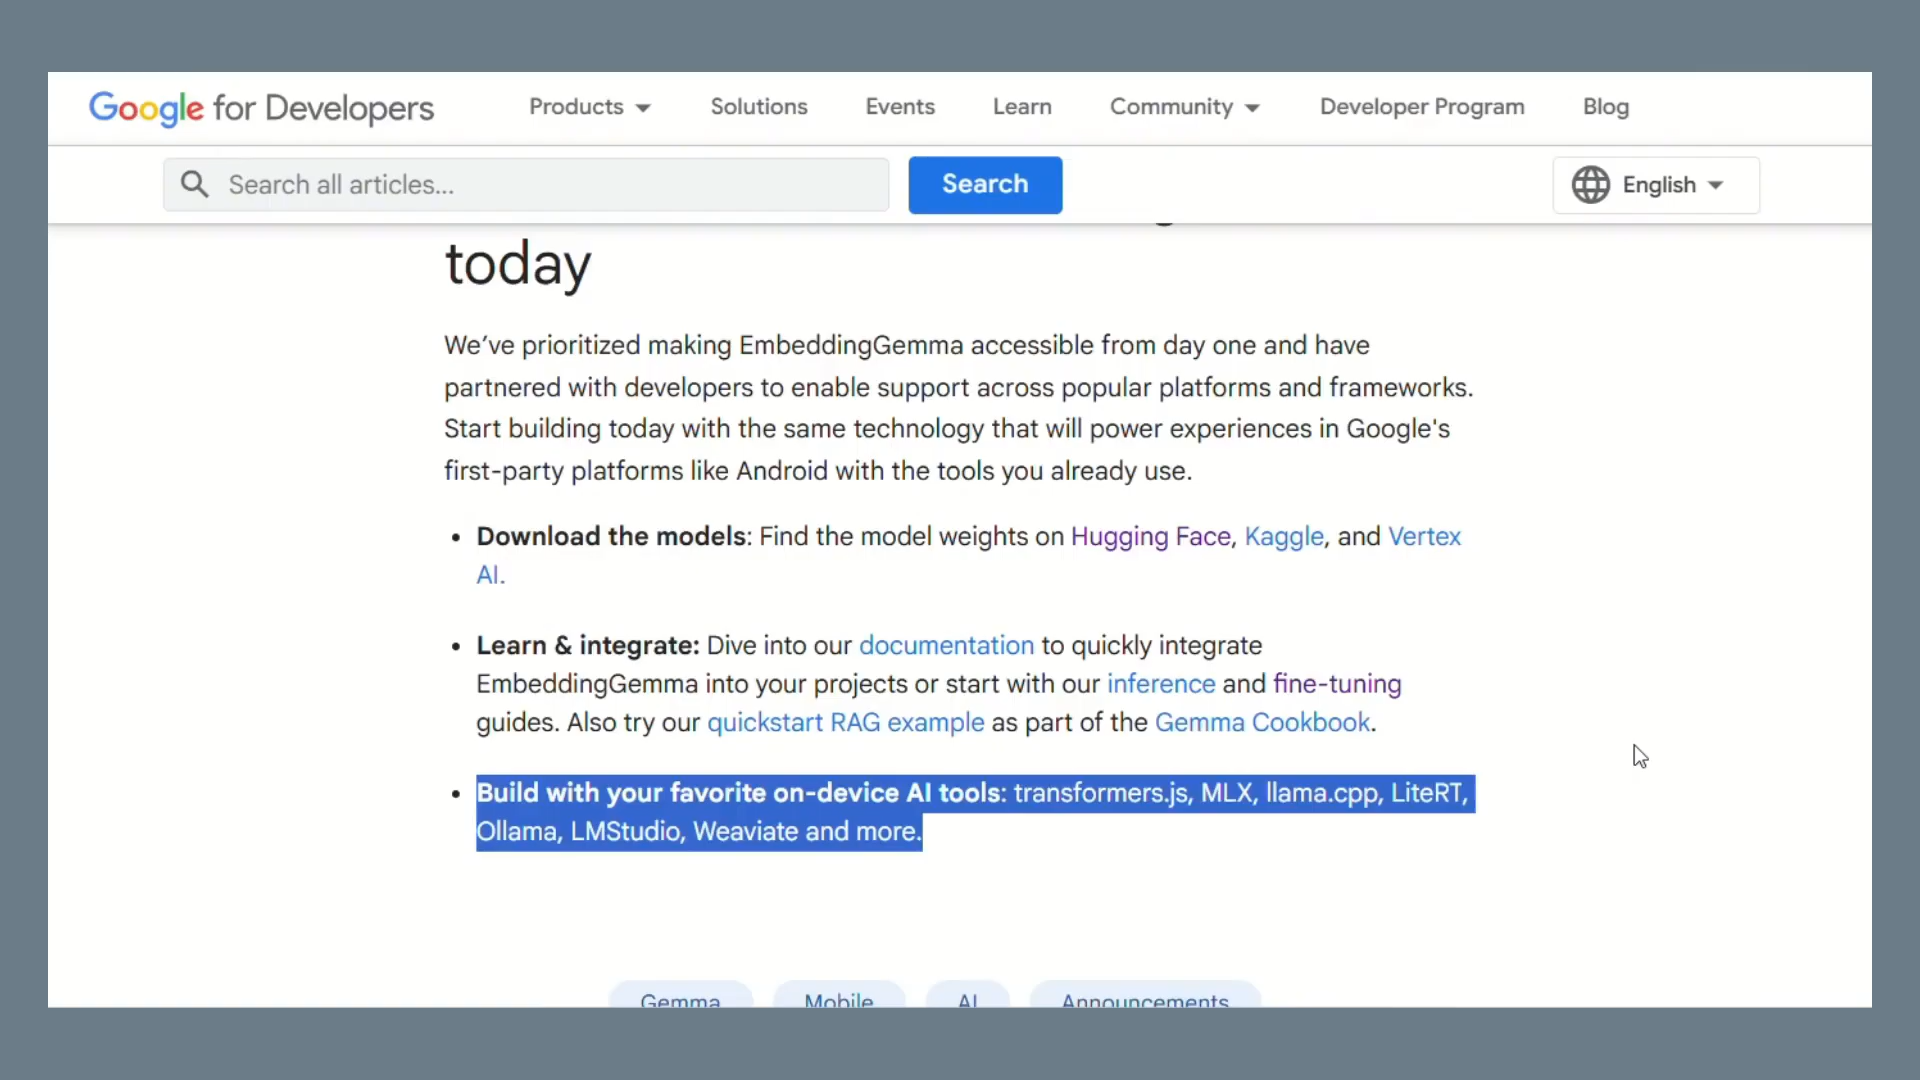 Google for Developers Products Solutions Events Learn Community Developer Program Blog
Search all articles... Search English
today
We’ve prioritized making EmbeddingGemma accessible from day one and have
partnered with developers to enable support across popular platforms and frameworks.
Start building today with the same technology that will power experiences in Google's
first-party platforms like Android with the tools you already use.
• Download the models: Find the model weights on Hugging Face, Kaggle, and Vertex
AI.
• Learn & integrate: Dive into our documentation to quickly integrate
EmbeddingGemma into your projects or start with our inference and fine-tuning
guides. Also try our quickstart RAG example as part of the Gemma Cookbook.
• Build with your favorite on-device AI tools: transformers.js, MLX, llama.cpp, LiteRT,
Ollama, LMStudio, Weaviate and more.
Gemma Mobile AI Announcements